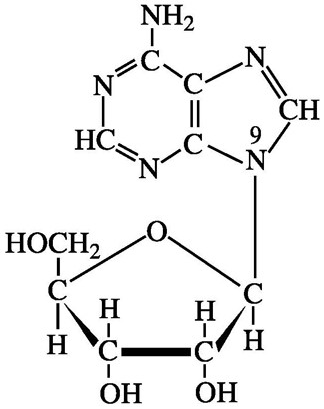 NH₂
C N
N C
9
HC C CH
N N
HOCH₂ O
C H H C
H C C H
OH OH